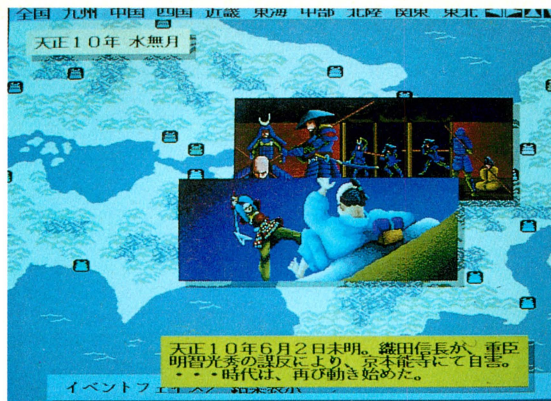 全国 九州 中国 四国 近畿 東海 中部 北陸 関東 東北
天正10年 水無月
天正10年6月2日未明。織田信長が、重臣
明智光秀の謀反により、京本能寺にて自害。
・・・時代は、再び動き始めた。
イベントフェイズ/ 結果表示